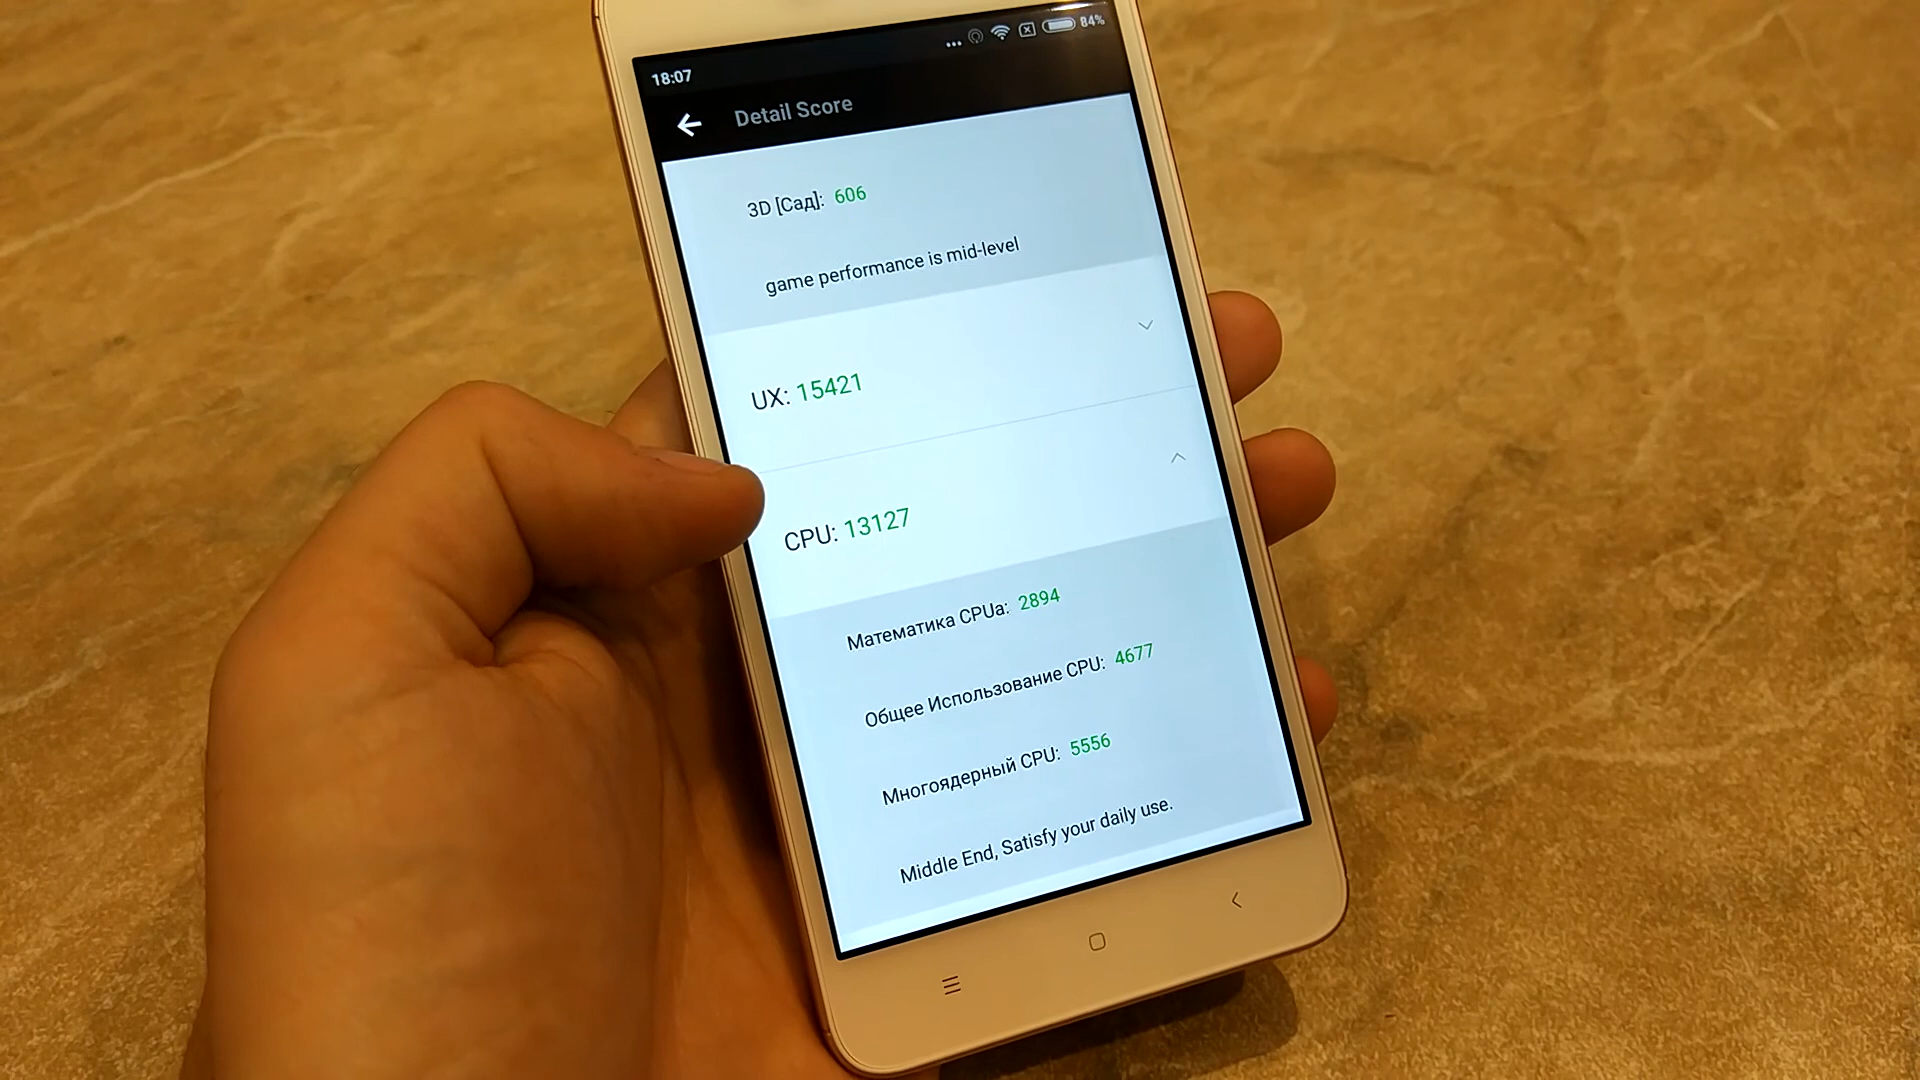 18:07
84%
Detail Score
3D [Сад]: 606
game performance is mid-level
UX: 15421
CPU: 13127
Математика CPUа: 2894
Общее Использование CPU: 4677
Многоядерный CPU: 5556
Middle End, Satisfy your daily use.